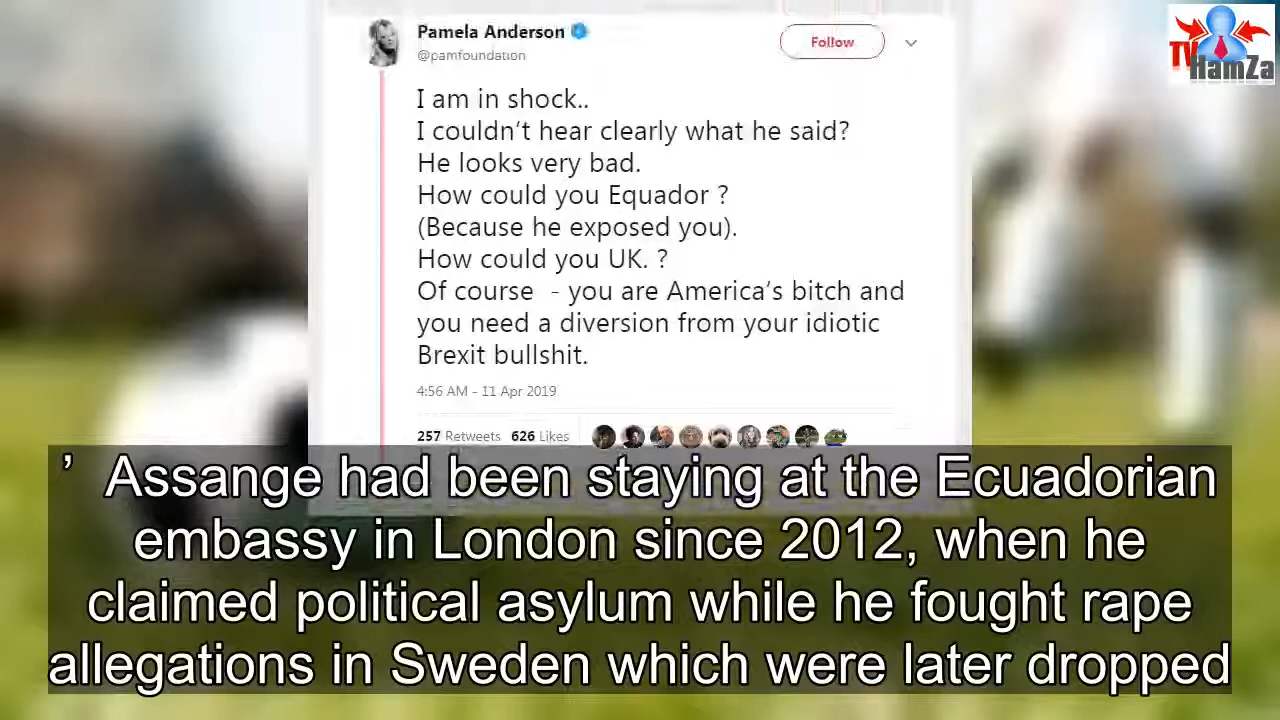 Pamela Anderson
@pamfoundation
Follow
I am in shock..
I couldn't hear clearly what he said?
He looks very bad.
How could you Equador ?
(Because he exposed you).
How could you UK. ?
Of course - you are America's bitch and
you need a diversion from your idiotic
Brexit bullshit.
4:56 AM - 11 Apr 2019
257 Retweets 626 Likes
’ Assange had been staying at the Ecuadorian
embassy in London since 2012, when he
claimed political asylum while he fought rape
allegations in Sweden which were later dropped
TV
HamZa